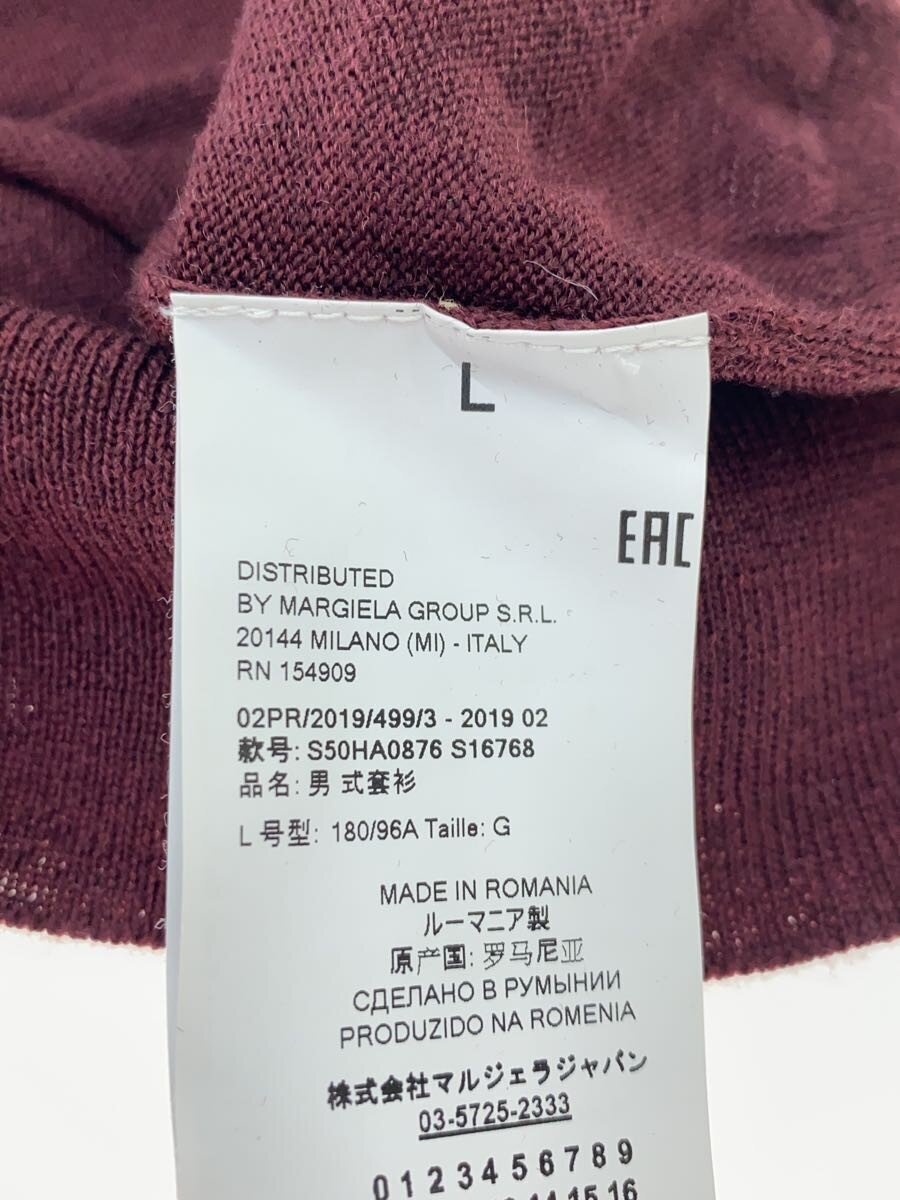 L
EAC
DISTRIBUTED
BY MARGIELA GROUP S.R.L.
20144 MILANO (MI) - ITALY
RN 154909
02PR/2019/499/3 - 2019 02
款号: S50HA0876 S16768
品名: 男 式套衫
L 号型: 180/96A Taille: G
MADE IN ROMANIA
ルーマニア製
原产国: 罗马尼亚
СДЕЛАНО В РУМЫНИИ
PRODUZIDO NA ROMENIA
株式会社マルジェラジャパン
03-5725-2333
0 1 2 3 4 5 6 7 8 9
14 15 16